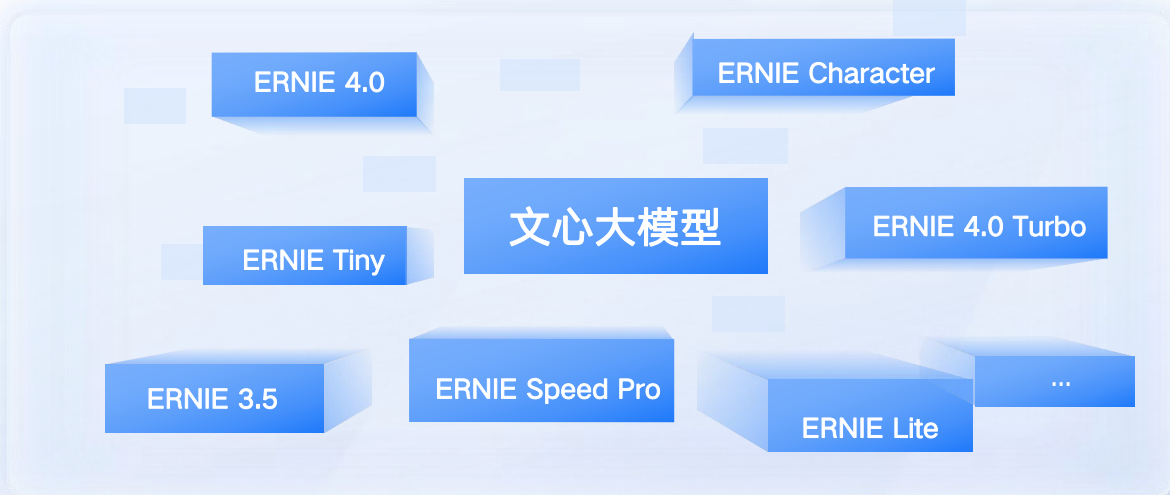 ERNIE 4.0
ERNIE Character
文心大模型
ERNIE 4.0 Turbo
ERNIE Tiny
ERNIE 3.5
ERNIE Speed Pro
ERNIE Lite
...